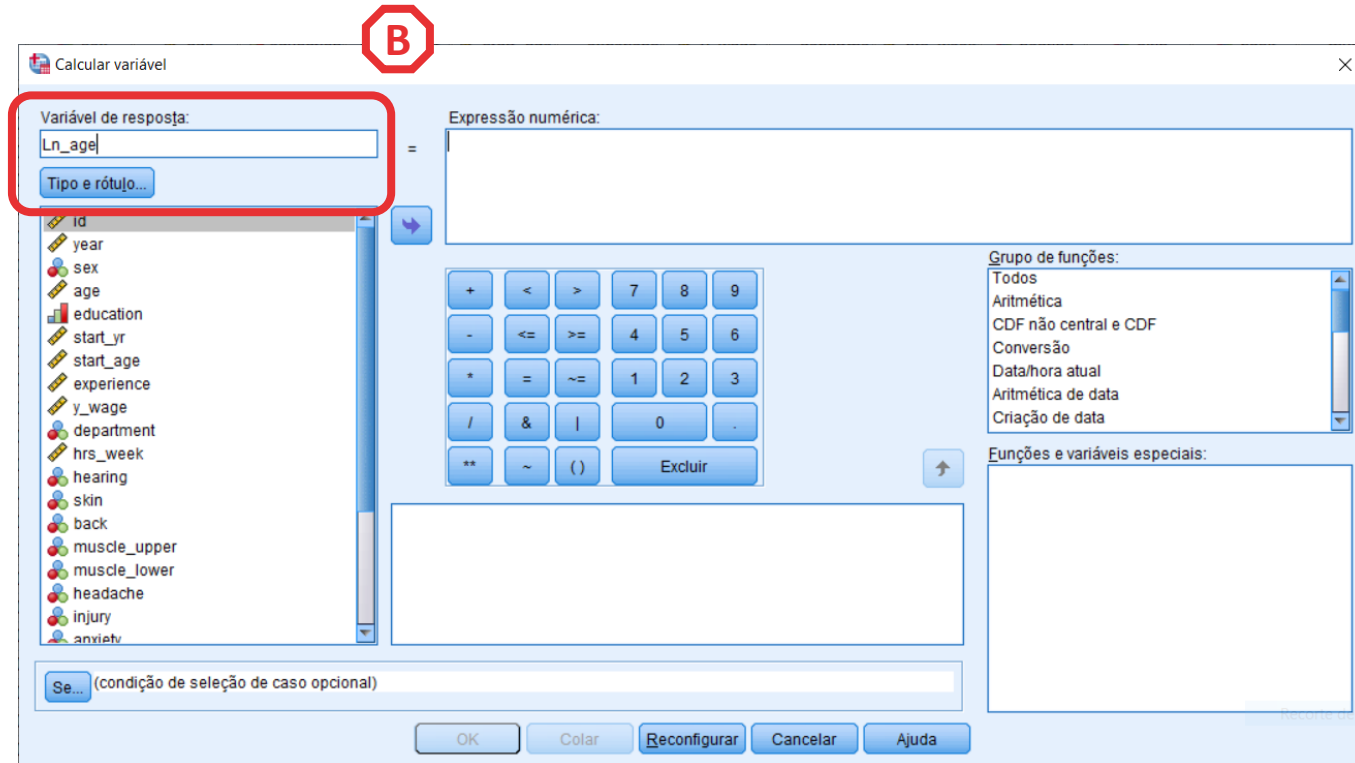 B
Calcular variável
Variável de resposta:
Ln_age
Tipo e rótulo...
=
Expressão numérica:
id
year
sex
age
education
start_yr
start_age
experience
y_wage
department
hrs_week
hearing
skin
back
muscle_upper
muscle_lower
headache
injury
anxiety
+ < > 7 8 9
- <= >= 4 5 6
* = ~= 1 2 3
/ & | 0 .
** ~ ( ) Excluir
Grupo de funções:
Todos
Aritmética
CDF não central e CDF
Conversão
Data/hora atual
Aritmética de data
Criação de data
Funções e variáveis especiais:
Se... (condição de seleção de caso opcional)
Recorte de
OK Colar Reconfigurar Cancelar Ajuda